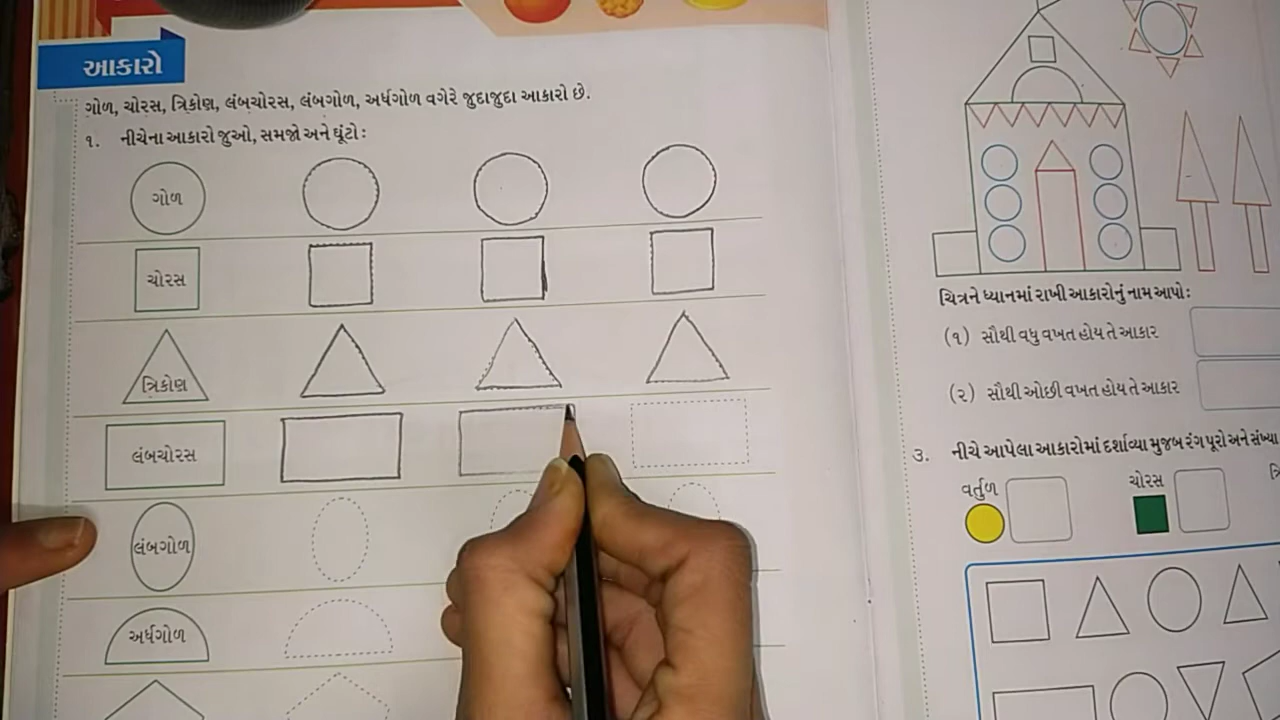 આકારો
ગોળ, ચોરસ, ત્રિકોણ, લંબચોરસ, લંબગોળ, અર્ધગોળ વગેરે જુદાજુદા આકારો છે.
૧. નીચેના આકારો જુઓ, સમજો અને ઘૂંટો:
ગોળ
ચોરસ
ત્રિકોણ
લંબચોરસ
લંબગોળ
અર્ધગોળ
ચિત્રને ધ્યાનમાં રાખી આકારોનું નામ આપો:
(૧) સૌથી વધુ વખત હોય તે આકાર
(૨) સૌથી ઓછી વખત હોય તે આકાર
૩. નીચે આપેલા આકારોમાં દર્શાવ્યા મુજબ રંગ પૂરો અને સંખ્યા
વર્તુળ ચોરસ